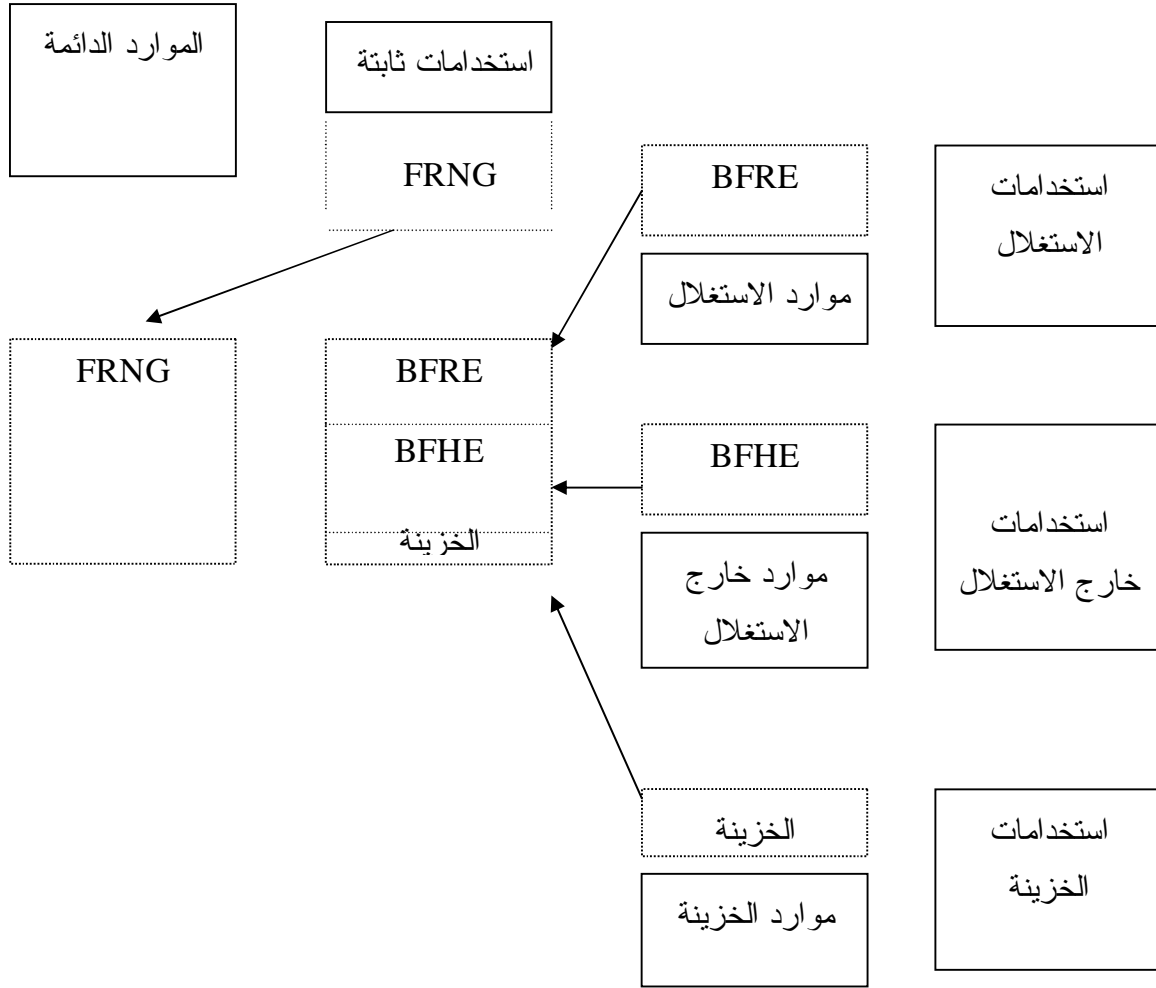 الموارد الدائمة
استخدامات ثابتة
FRNG
BFRE
استخدامات
الاستغلال
موارد الاستغلال
FRNG
BFRE
BFHE
الخزينة
BFHE
استخدامات
خارج الاستغلال
موارد خارج
الاستغلال
الخزينة
استخدامات
الخزينة
موارد الخزينة